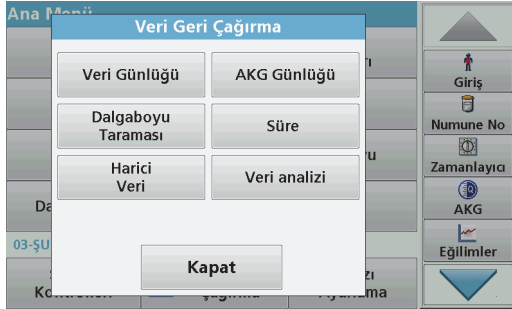 Ana Menü
Veri Geri Çağırma
Veri Günlüğü
AKG Günlüğü
Dalgaboyu
Taraması
Süre
Harici
Veri
Veri analizi
Kapat
03-ŞU
Giriş
Numune No
Zamanlayıcı
AKG
Eğilimler